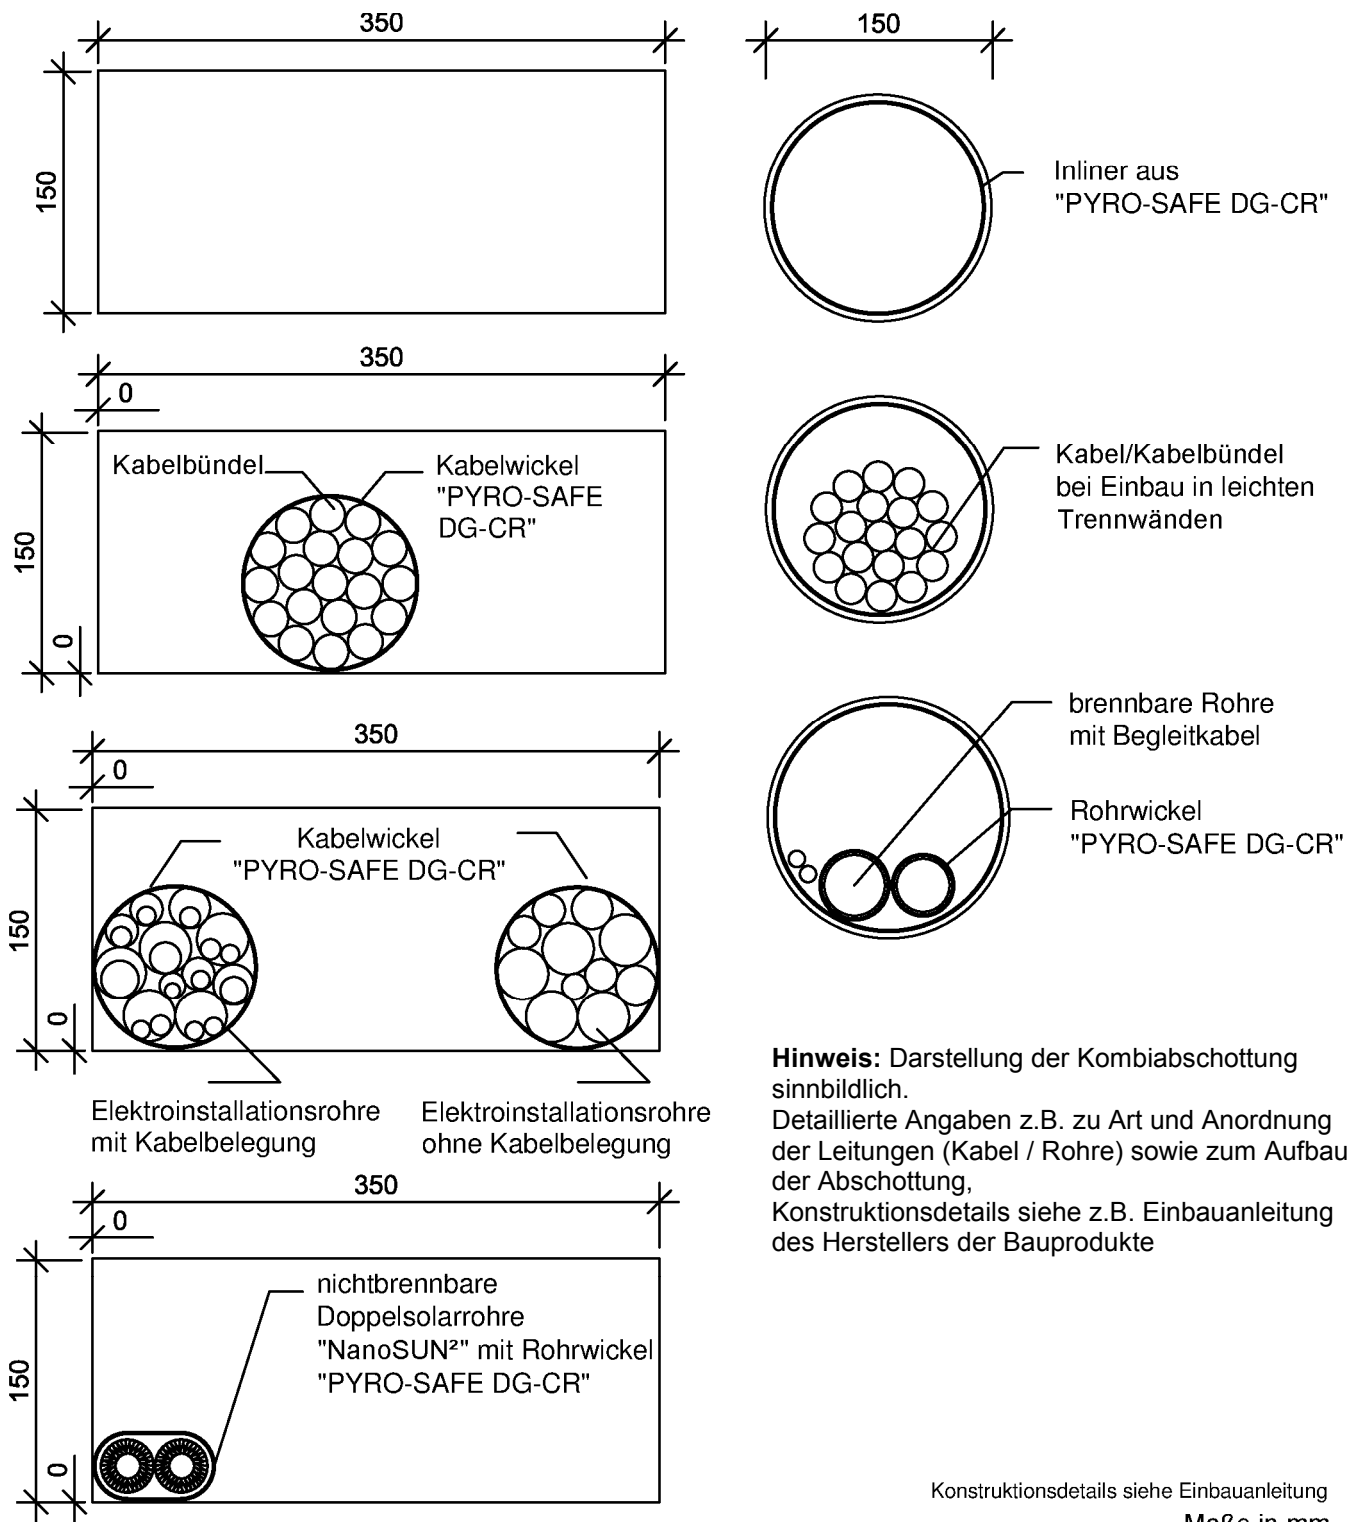 350
150
150
Inliner aus
"PYRO-SAFE DG-CR"
350
0
150
0
Kabelbündel
Kabelwickel
"PYRO-SAFE
DG-CR"
Kabel/Kabelbündel
bei Einbau in leichten
Trennwänden
350
0
150
0
Kabelwickel
"PYRO-SAFE DG-CR"
Elektroinstallationsrohre
mit Kabelbelegung
Elektroinstallationsrohre
ohne Kabelbelegung
brennbare Rohre
mit Begleitkabel
Rohrwickel
"PYRO-SAFE DG-CR"
Hinweis: Darstellung der Kombiabschottung
sinnbildlich.
Detaillierte Angaben z.B. zu Art und Anordnung
der Leitungen (Kabel / Rohre) sowie zum Aufbau
der Abschottung,
Konstruktionsdetails siehe z.B. Einbauanleitung
des Herstellers der Bauprodukte
350
0
150
0
nichtbrennbare
Doppelsolarrohre
"NanoSUN²" mit Rohrwickel
"PYRO-SAFE DG-CR"
Konstruktionsdetails siehe Einbauanleitung
Maße in mm